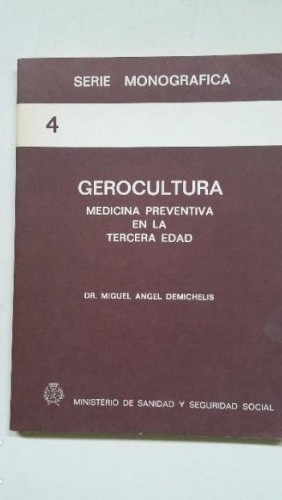 SERIE MONOGRAFICA
4
GEROCULTURA
MEDICINA PREVENTIVA
EN LA
TERCERA EDAD
DR. MIGUEL ANGEL DEMICHELIS
MINISTERIO DE SANIDAD Y SEGURIDAD SOCIAL